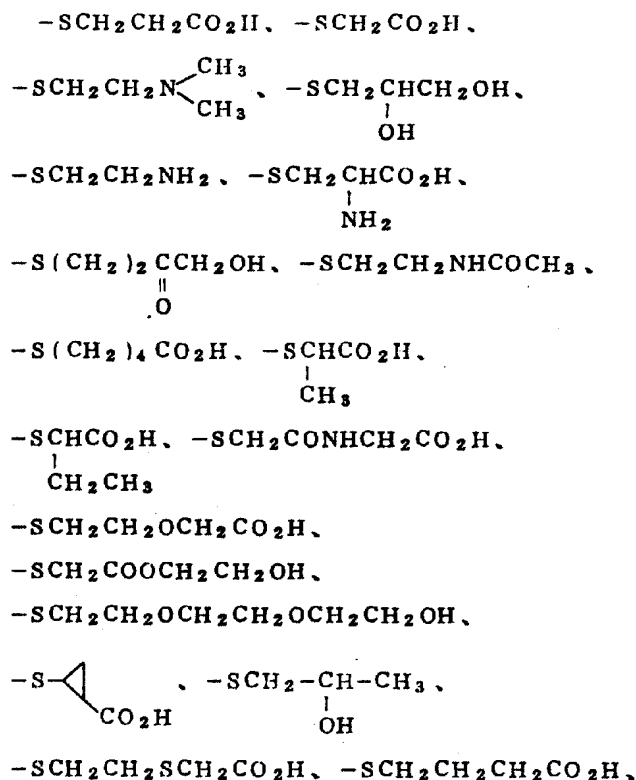 -SCH₂CH₂CO₂H、-SCH₂CO₂H、
CH₃
-SCH₂CH₂N、-SCH₂CHCH₂OH、
CH₃
OH
-SCH₂CH₂NH₂、-SCH₂CHCO₂H、
NH₂
-S(CH₂)₂CCH₂OH、-SCH₂CH₂NHCOCH₃、
O
-S(CH₂)₄CO₂H、-SCHCO₂H、
CH₃
-SCHCO₂H、-SCH₂CONHCH₂CO₂H、
CH₂CH₃
-SCH₂CH₂OCH₂CO₂H、
-SCH₂COOCH₂CH₂OH、
-SCH₂CH₂OCH₂CH₂OCH₂CH₂OH、
-S、-SCH₂-CH-CH₃、
CO₂H
OH
-SCH₂CH₂SCH₂CO₂H、-SCH₂CH₂CH₂CO₂H、